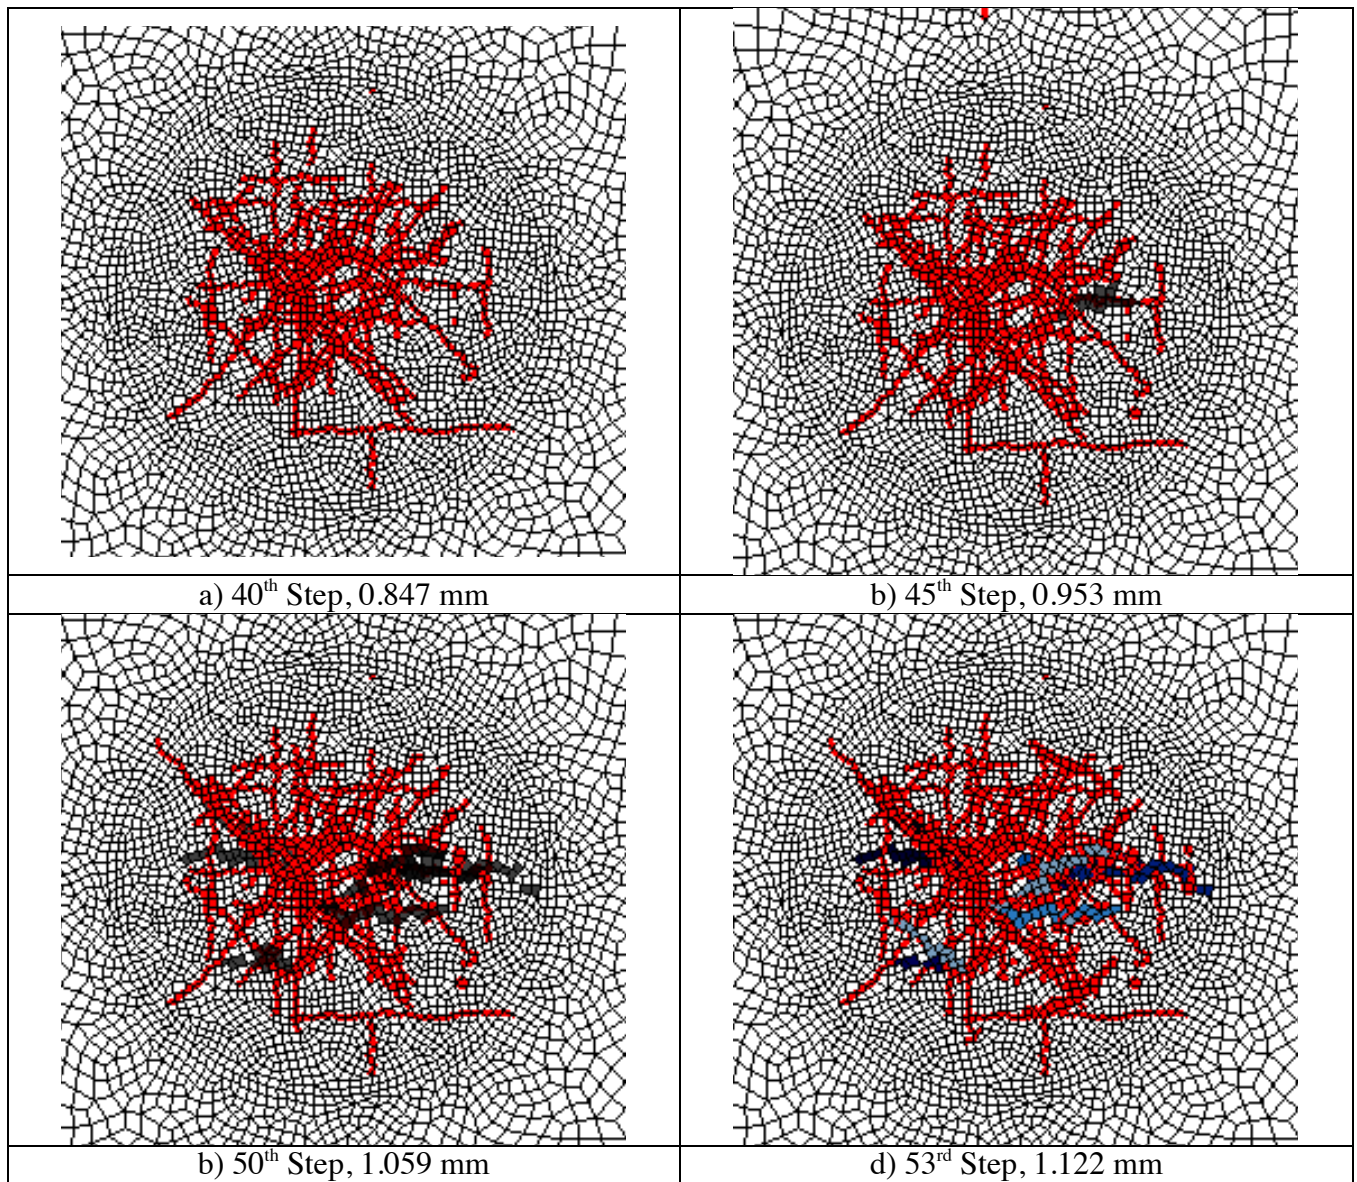 a) 40th Step, 0.847 mm
b) 45th Step, 0.953 mm
b) 50th Step, 1.059 mm
d) 53rd Step, 1.122 mm